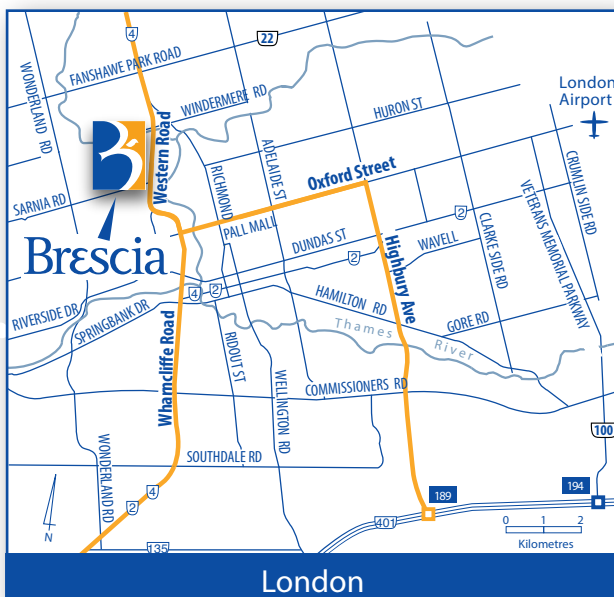 4
22
FANSHAWE PARK ROAD
WONDERLAND RD
WINDERMERE RD
London
Airport
HURON ST
Western Road
ADELAIDE ST
Oxford Street
RICHMOND
CRUMLIN SIDE RD
SARNIA RD
VETERANS MEMORIAL PARKWAY
PALL MALL
2
DUNDAS ST
CLARKE SIDE RD
Brescia
WAVELL
2
Highbury Ave
4
2
HAMILTON RD
RIVERSIDE DR
SPRINGBANK DR
GORE RD
Thames River
Wharncliffe Road
RIDOUT ST
WELLINGTON RD
COMMISSIONERS RD
WONDERLAND RD
100
SOUTHDALE RD
4
2
189
194
N
401
0 1 2
Kilometres
135
London